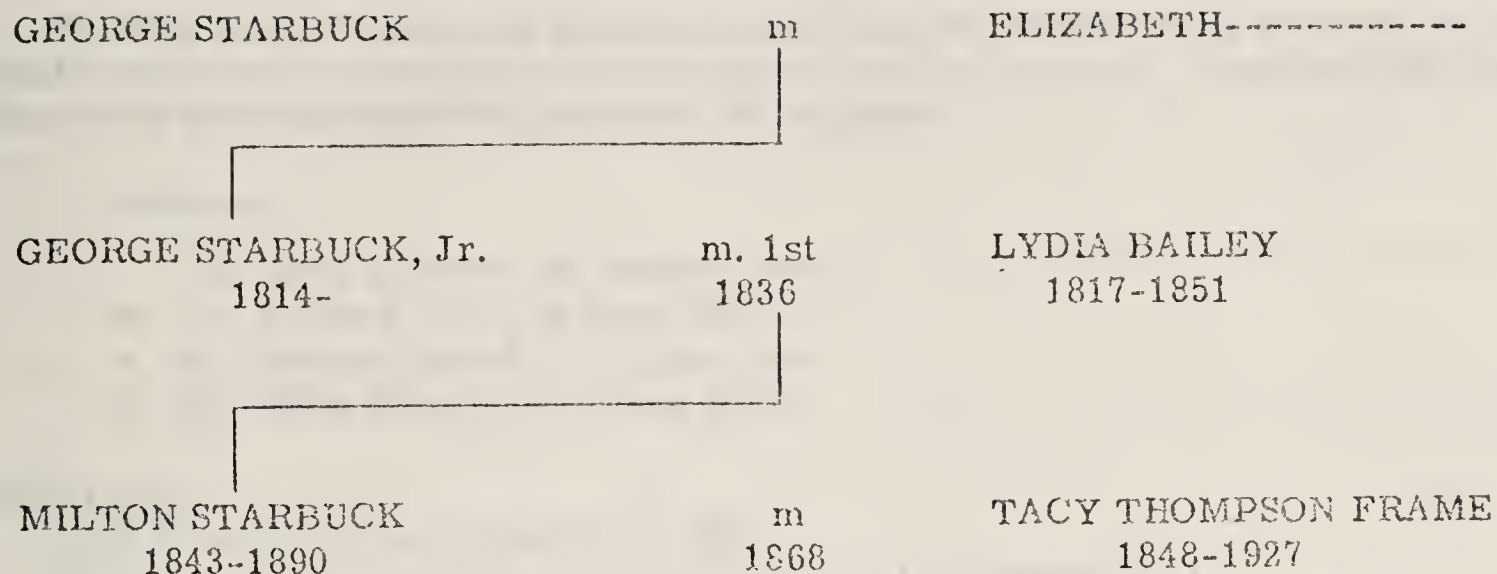 GEORGE STARBUCK m ELIZABETH-------------
GEORGE STARBUCK, Jr. m. 1st LYDIA BAILEY
1814- 1836 1817-1851
MILTON STARBUCK m TACY THOMPSON FRAME
1843-1890 1868 1848-1927